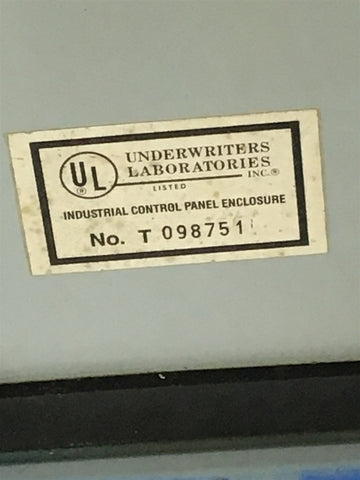 UL®
UNDERWRITERS
LABORATORIES
INC.®
LISTED
INDUSTRIAL CONTROL PANEL ENCLOSURE
No. T 098751